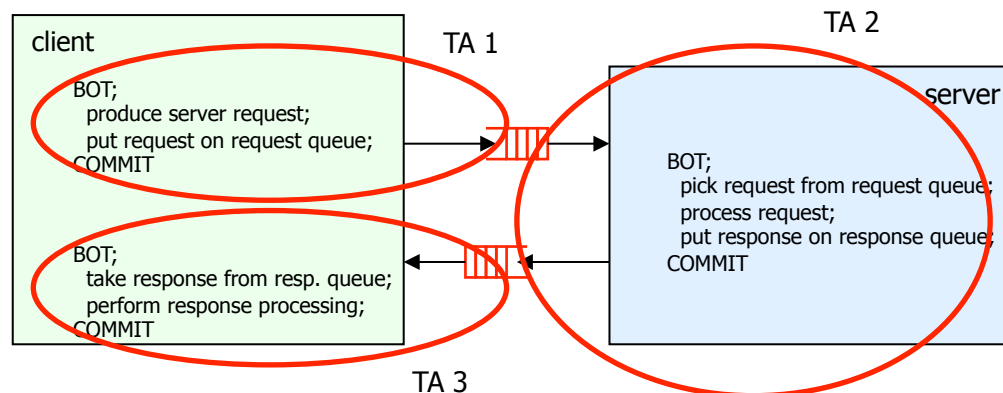 client
TA 1
TA 2
BOT;
produce server request;
put request on request queue;
COMMIT
server
BOT;
pick request from request queue;
process request;
put response on response queue;
COMMIT
BOT;
take response from resp. queue;
perform response processing;
COMMIT
TA 3